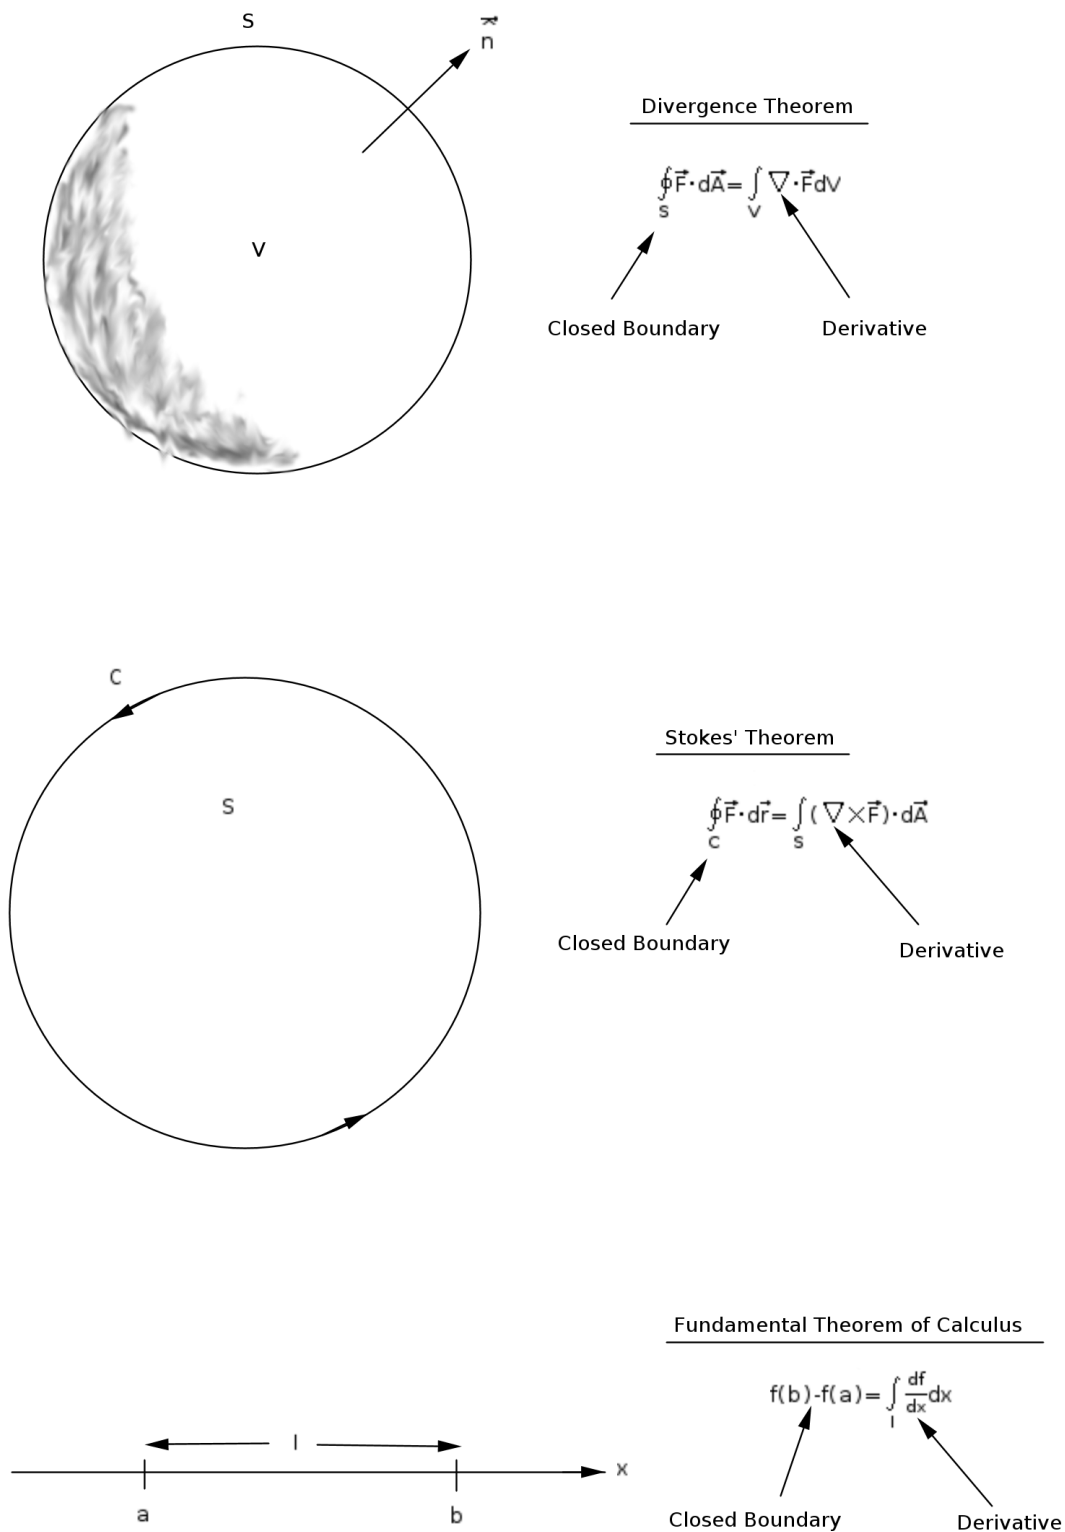 S
n⃗
V
Divergence Theorem
∮F⃗·dA⃗=∫∇·F⃗dV
S V
Closed Boundary Derivative
C
S
Stokes' Theorem
∮F⃗·dr⃗=∫(∇×F⃗)·dA⃗
C S
Closed Boundary
Derivative
Fundamental Theorem of Calculus
f(b)-f(a)=∫df/dx dx
I
I
x
a b
Closed Boundary Derivative